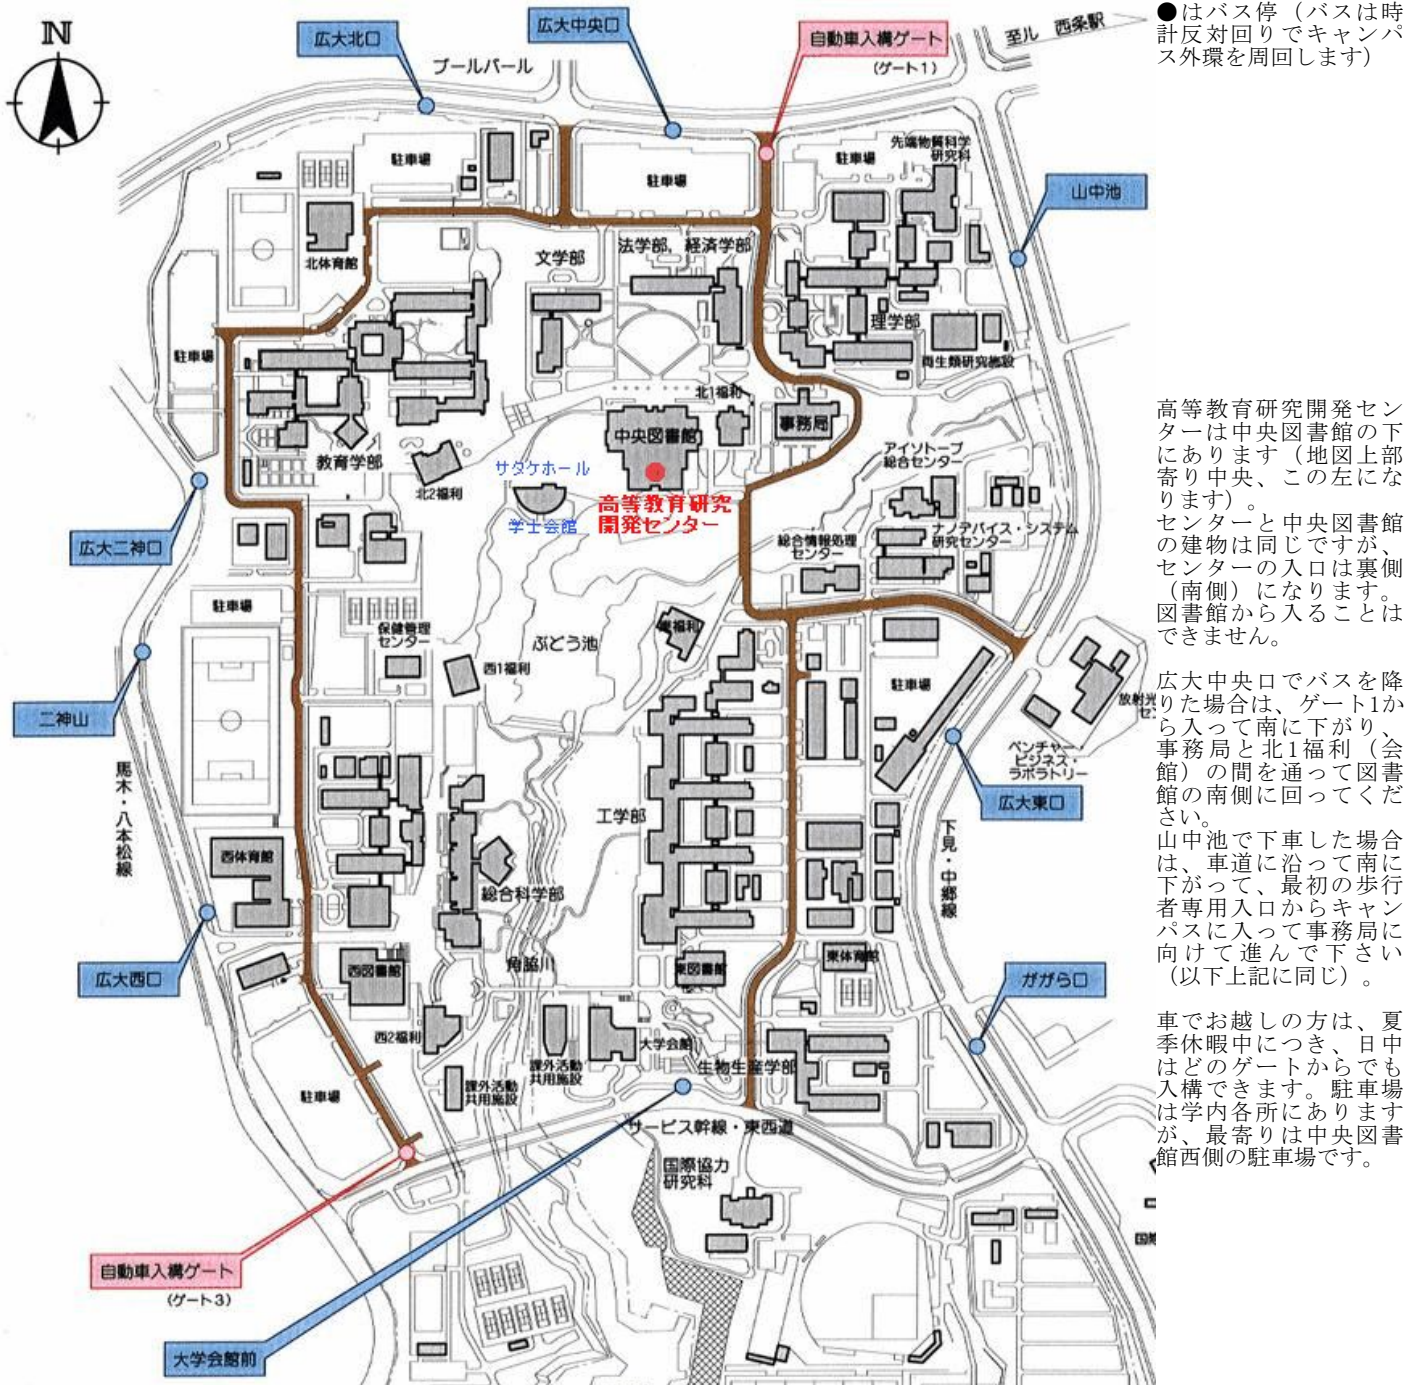 ●はバス停（バスは時
計反対回りでキャンパ
ス外環を周回します）
N
広大北口
広大中央口
自動車入構ゲート
(ゲート1)
至ル 西条駅
ブールバール
駐車場
駐車場
駐車場
先端物質科学
研究科
山中池
北体育館
文学部
法学部，経済学部
理学部
両生類研究施設
駐車場
北1福利
中央図書館
事務局
教育学部
北2福利
サタケホール
学士会館
高等教育研究
開発センター
アイソトープ
総合センター
ナノデバイス・システム
研究センター
総合情報処理
センター
広大二神口
駐車場
保健管理
センター
西1福利
ぶどう池
東福利
駐車場
二神山
馬木・八本松線
ベンチャー・
ビジネス・
ラボラトリー
広大東口
下見・中郷線
工学部
西体育館
総合科学部
角脇川
広大西口
西図書館
東図書館
東体育館
ががら口
西2福利
課外活動
共用施設
課外活動
共用施設
大学会館
生物生産学部
駐車場
サービス幹線・東西道
国際協力
研究科
自動車入構ゲート
(ゲート3)
大学会館前
高等教育研究開発セン
ターは中央図書館の下
にあります（地図上部
寄り中央、この左にな
ります）。
センターと中央図書館
の建物は同じですが、
センターの入口は裏側
（南側）になります。
図書館から入ることは
できません。
広大中央口でバスを降
りた場合は、ゲート1か
ら入って南に下がり、
事務局と北1福利（会
館）の間を通って図書
館の南側に回ってくだ
さい。
山中池で下車した場合
は、車道に沿って南に
下がって、最初の歩行
者専用入口からキャン
パスに入って事務局に
向けて進んで下さい
（以下上記に同じ）。
車でお越しの方は、夏
季休暇中につき、日中
はどのゲートからでも
入構できます。駐車場
は学内各所にあります
が、最寄りは中央図書
館西側の駐車場です。